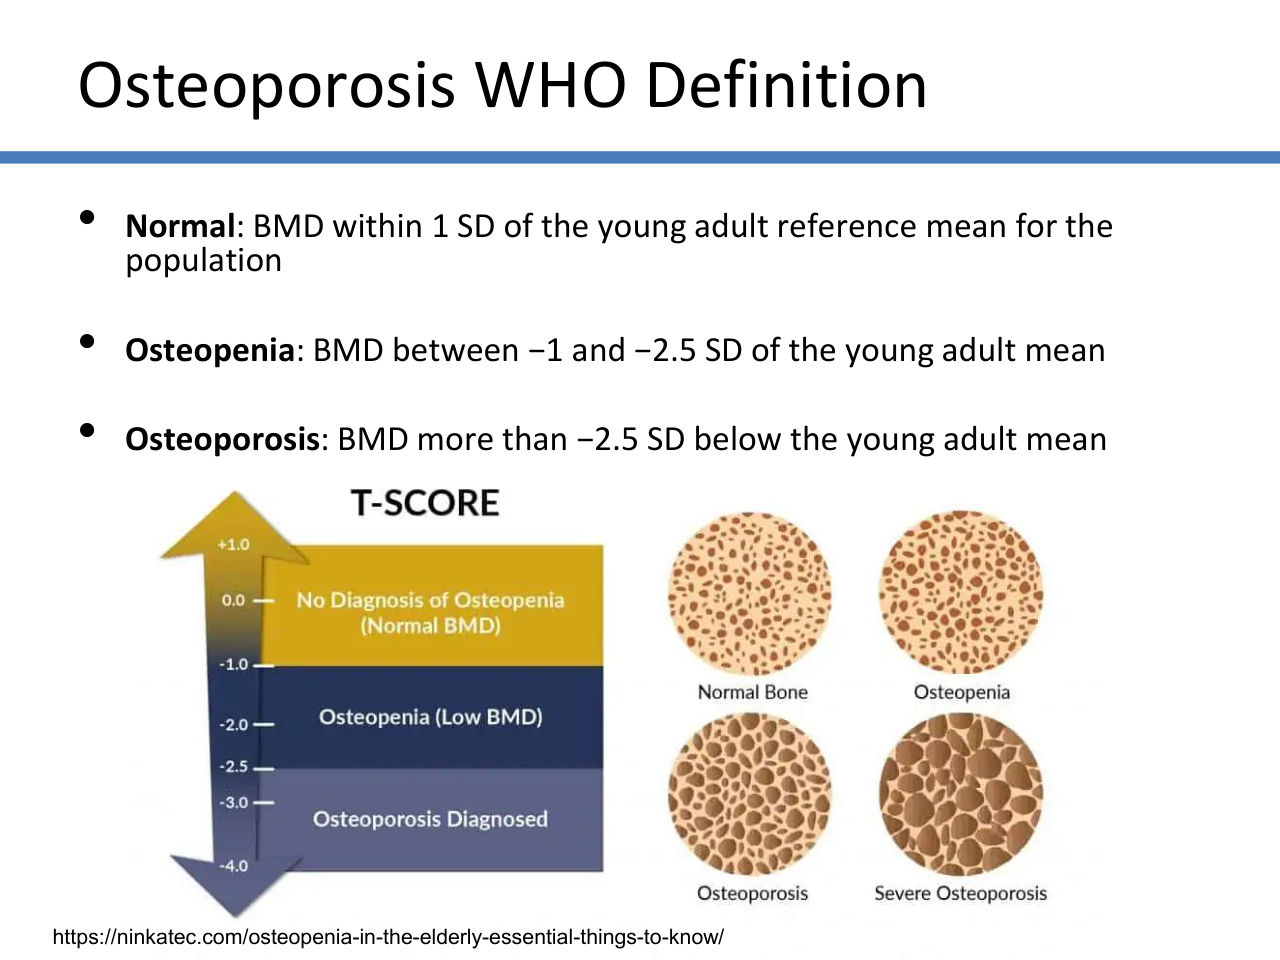 Osteoporosis WHO Definition
• Normal: BMD within 1 SD of the young adult reference mean for the
population
• Osteopenia: BMD between −1 and −2.5 SD of the young adult mean
• Osteoporosis: BMD more than −2.5 SD below the young adult mean
T-SCORE
+1.0
0.0
-1.0
-2.0
-2.5
-3.0
-4.0
No Diagnosis of Osteopenia
(Normal BMD)
Osteopenia (Low BMD)
Osteoporosis Diagnosed
Normal Bone
Osteopenia
Osteoporosis
Severe Osteoporosis
https://ninkatec.com/osteopenia-in-the-elderly-essential-things-to-know/